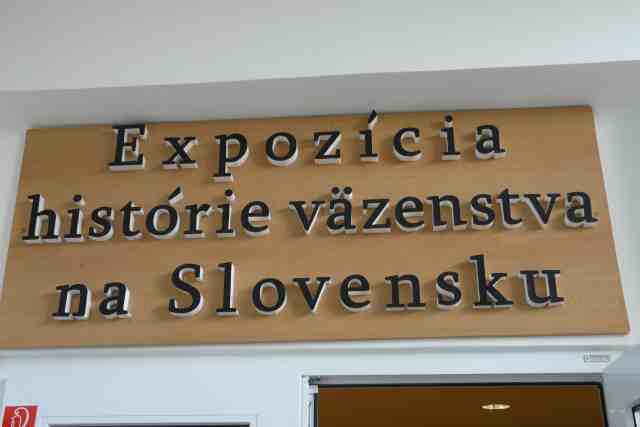 Expozícia
histórie väzenstva
na Slovensku